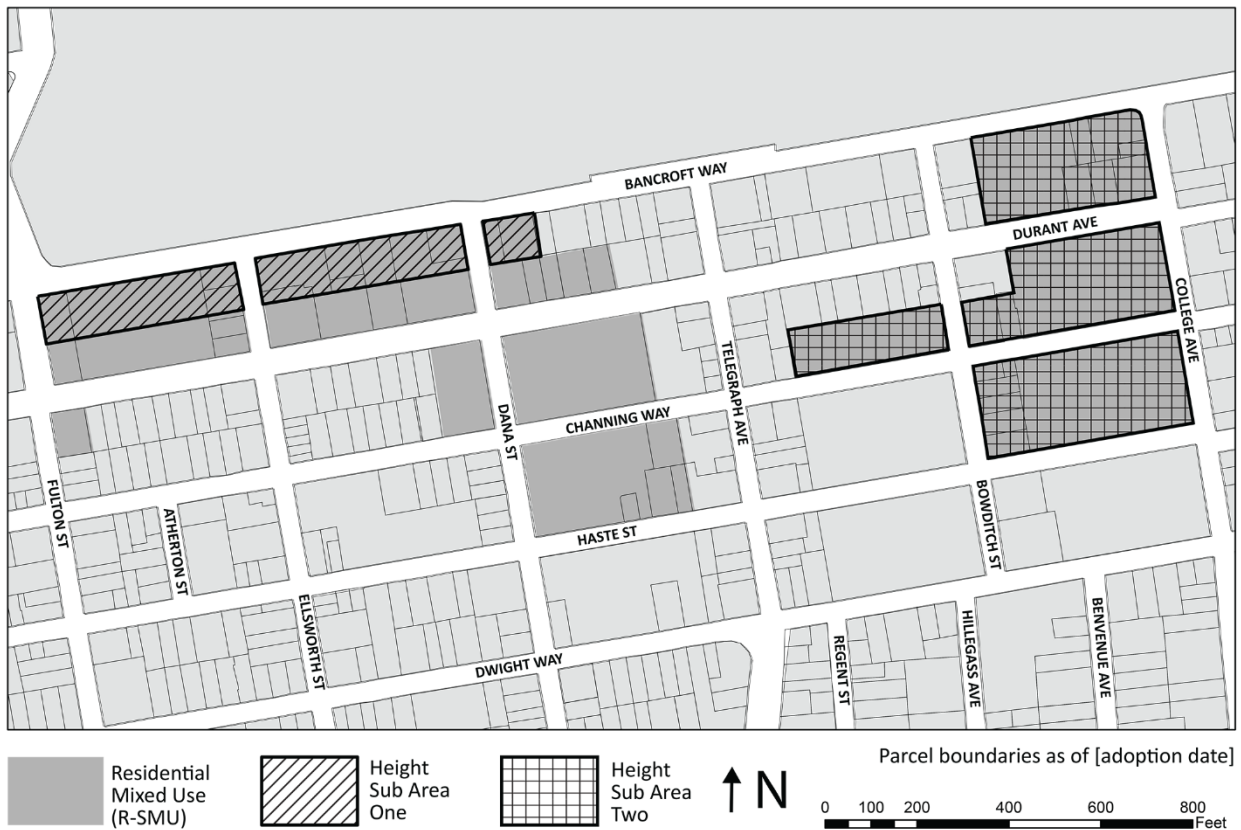 BANCROFT WAY
DURANT AVE
COLLEGE AVE
TELEGRAPH AVE
DANA ST
CHANNING WAY
FULTON ST
ATHERTON ST
BOWDITCH ST
HASTE ST
ELLSWORTH ST
DWIGHT WAY
REGENT ST
HILLEGASS AVE
BENVENUE AVE
Parcel boundaries as of [adoption date]
Residential
Mixed Use
(R-SMU)
Height
Sub Area
One
Height
Sub Area
Two
N
0 100 200 400 600 800
Feet